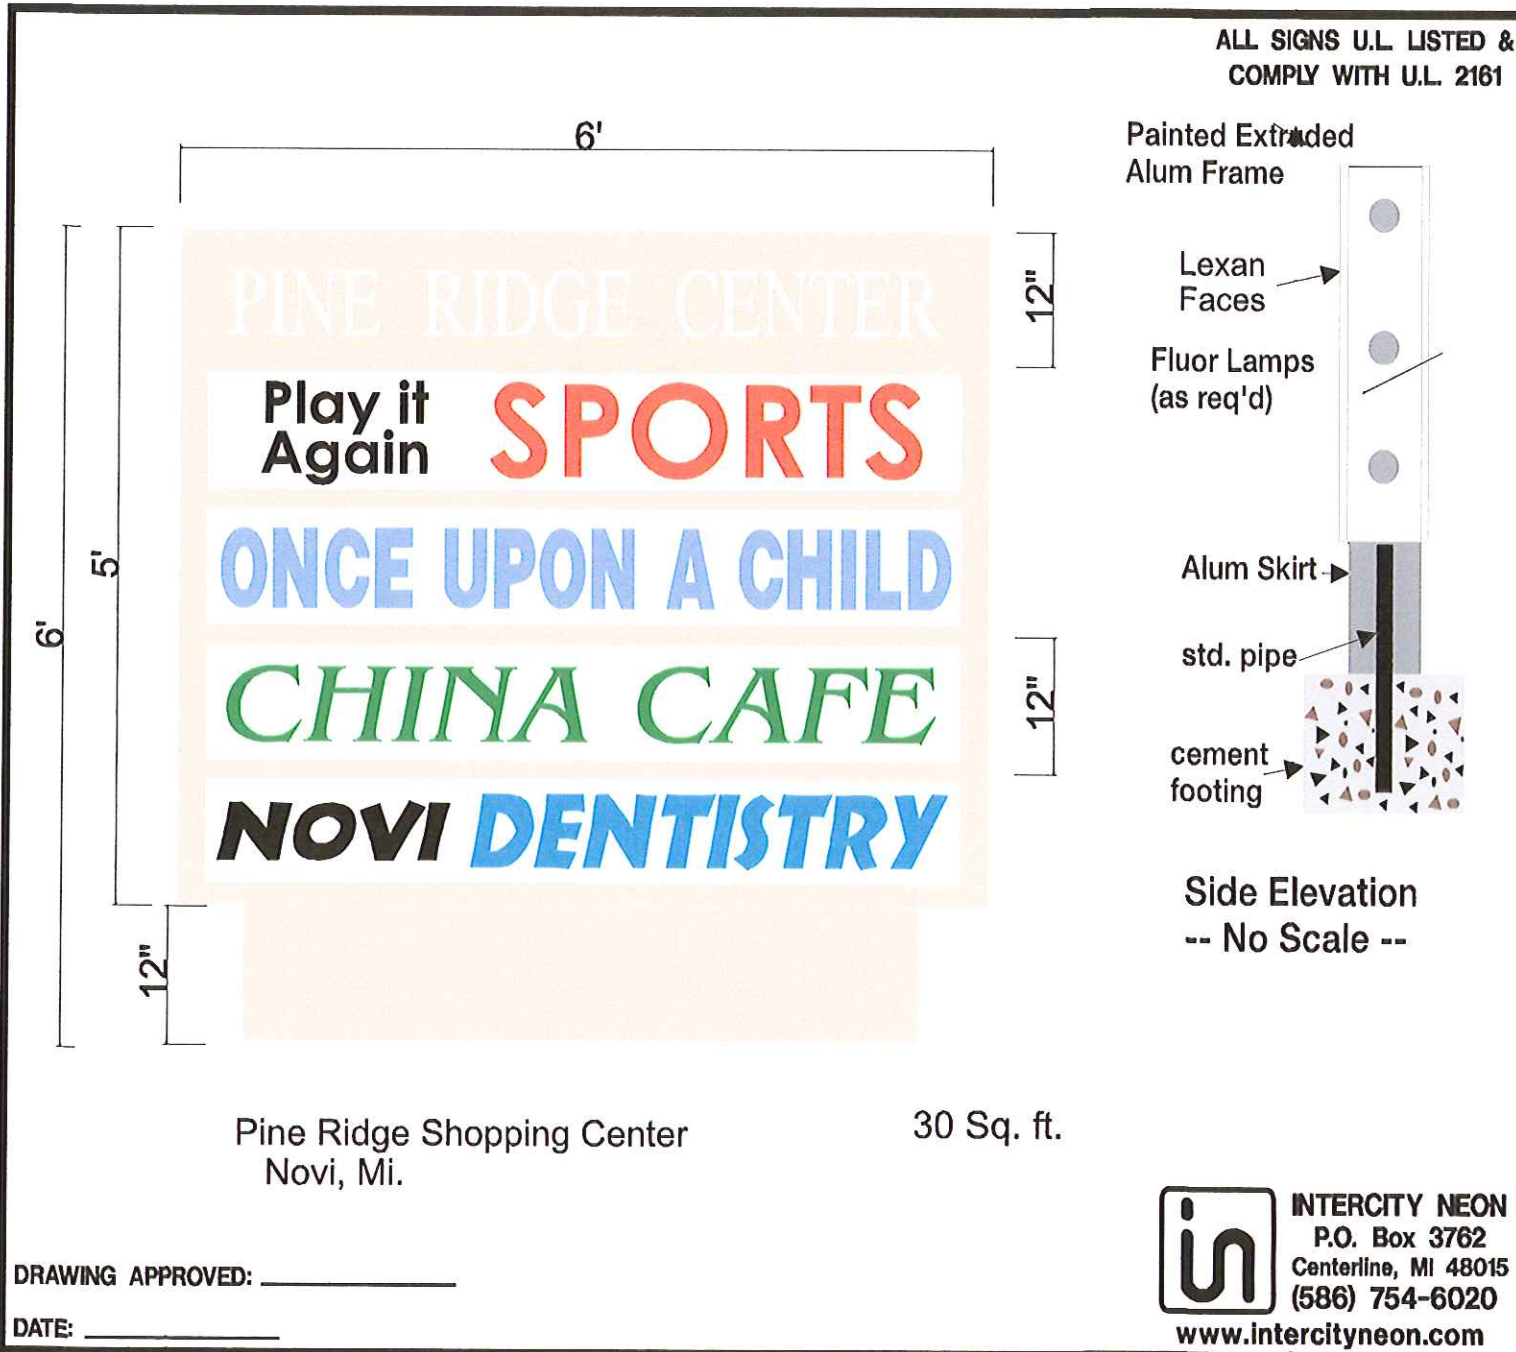 ALL SIGNS U.L. LISTED &
COMPLY WITH U.L. 2161
6'
Painted Extruded
Alum Frame
Lexan
Faces
Fluor Lamps
(as req'd)
Alum Skirt
std. pipe
cement
footing
Side Elevation
-- No Scale --
6'
5'
12"
12"
12"
PINE RIDGE CENTER
Play it
Again
SPORTS
ONCE UPON A CHILD
CHINA CAFE
NOVI DENTISTRY
Pine Ridge Shopping Center
Novi, Mi.
30 Sq. ft.
DRAWING APPROVED:
DATE:
in
INTERCITY NEON
P.O. Box 3762
Centerline, MI 48015
(586) 754-6020
www.intercityneon.com